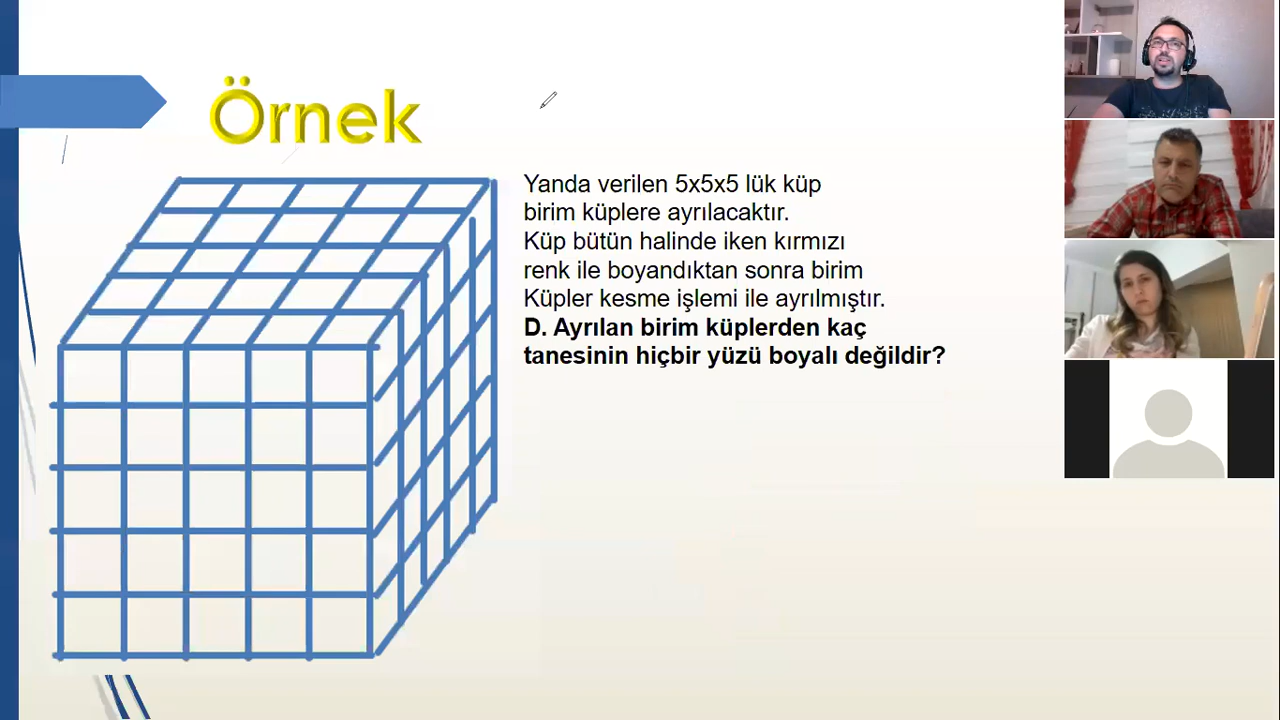 Örnek
Yanda verilen 5x5x5 lük küp
birim küplere ayrılacaktır.
Küp bütün halinde iken kırmızı
renk ile boyandıktan sonra birim
Küpler kesme işlemi ile ayrılmıştır.
D. Ayrılan birim küplerden kaç
tanesinin hiçbir yüzü boyalı değildir?